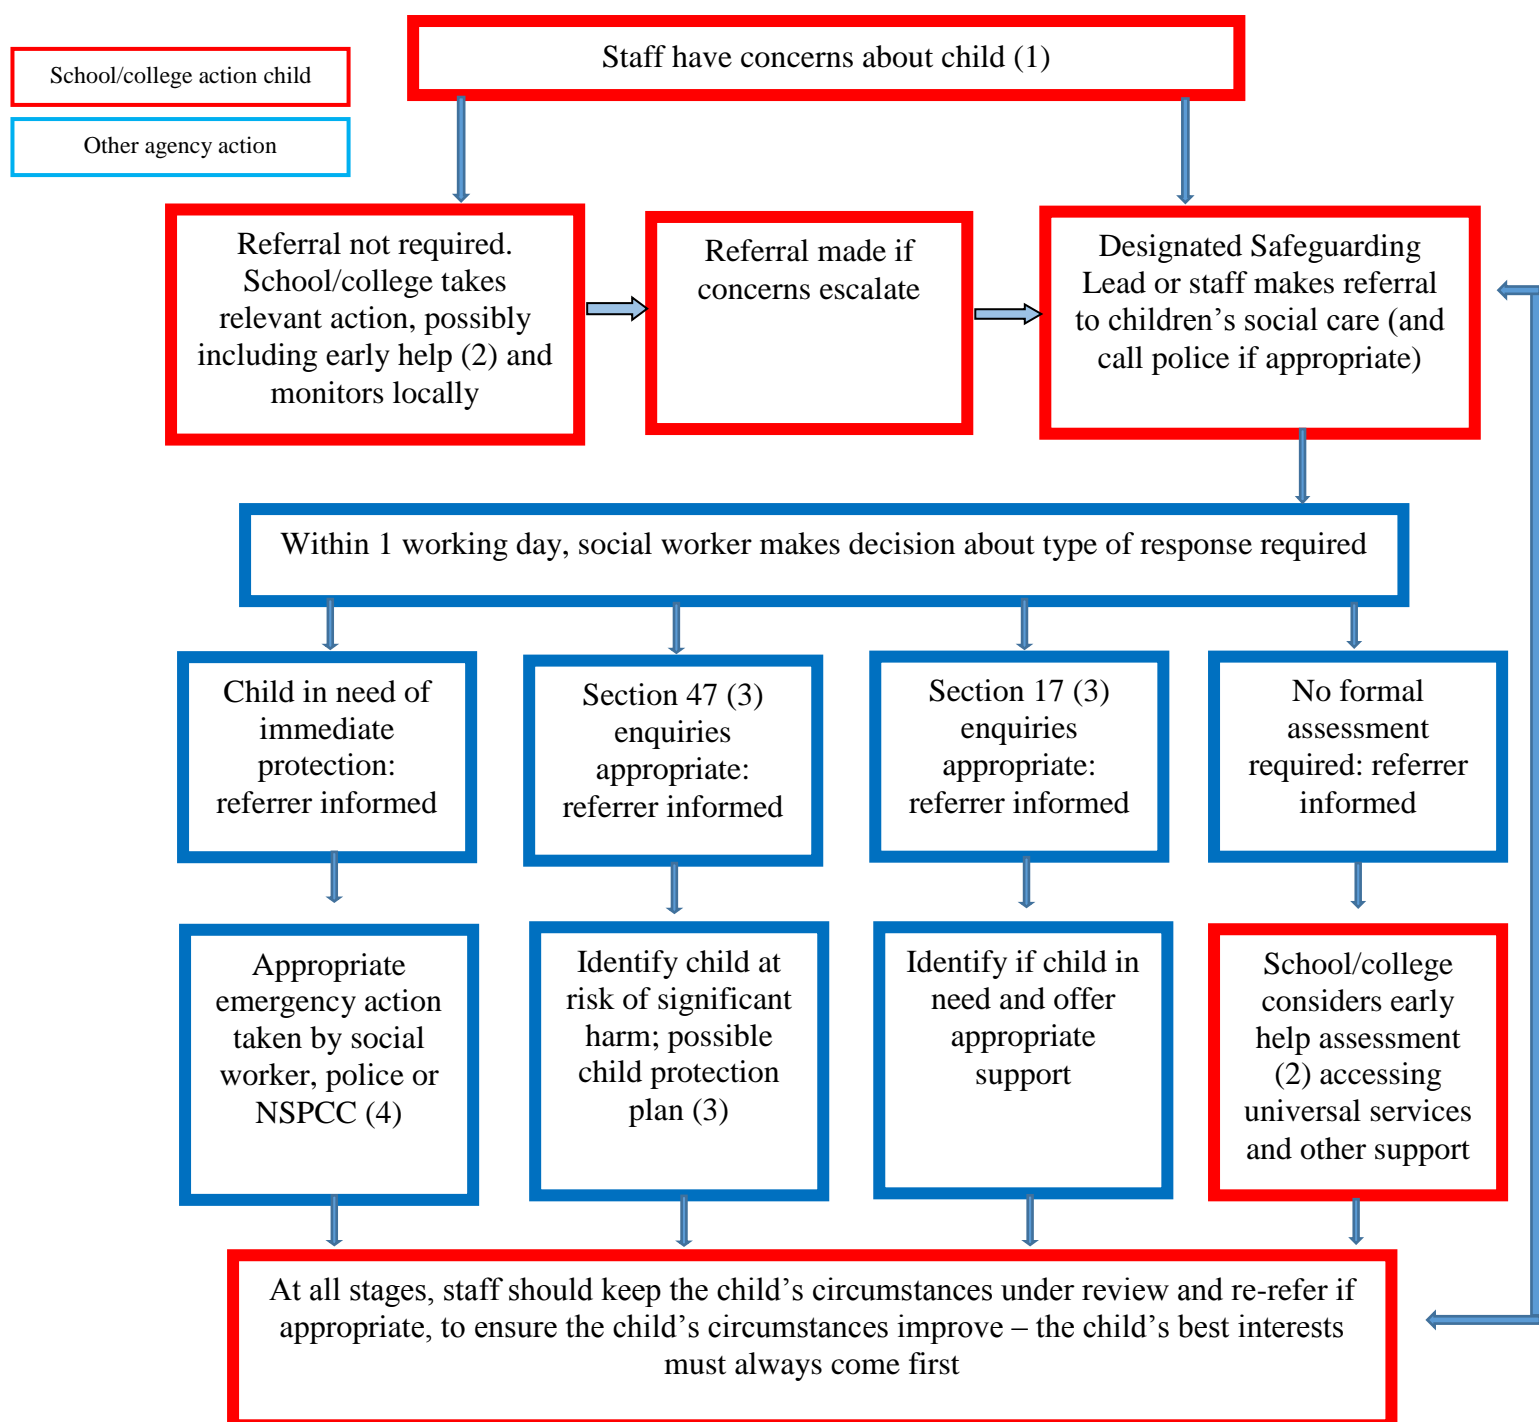 Staff have concerns about child (1)
School/college action child
Other agency action
Referral not required.
School/college takes
relevant action, possibly
including early help (2) and
monitors locally
Referral made if
concerns escalate
Designated Safeguarding
Lead or staff makes referral
to children’s social care (and
call police if appropriate)
Within 1 working day, social worker makes decision about type of response required
Child in need of
immediate
protection:
referrer informed
Section 47 (3)
enquiries
appropriate:
referrer informed
Section 17 (3)
enquiries
appropriate:
referrer informed
No formal
assessment
required: referrer
informed
Appropriate
emergency action
taken by social
worker, police or
NSPCC (4)
Identify child at
risk of significant
harm; possible
child protection
plan (3)
Identify if child in
need and offer
appropriate
support
School/college
considers early
help assessment
(2) accessing
universal services
and other support
At all stages, staff should keep the child’s circumstances under review and re-refer if
appropriate, to ensure the child’s circumstances improve – the child’s best interests
must always come first